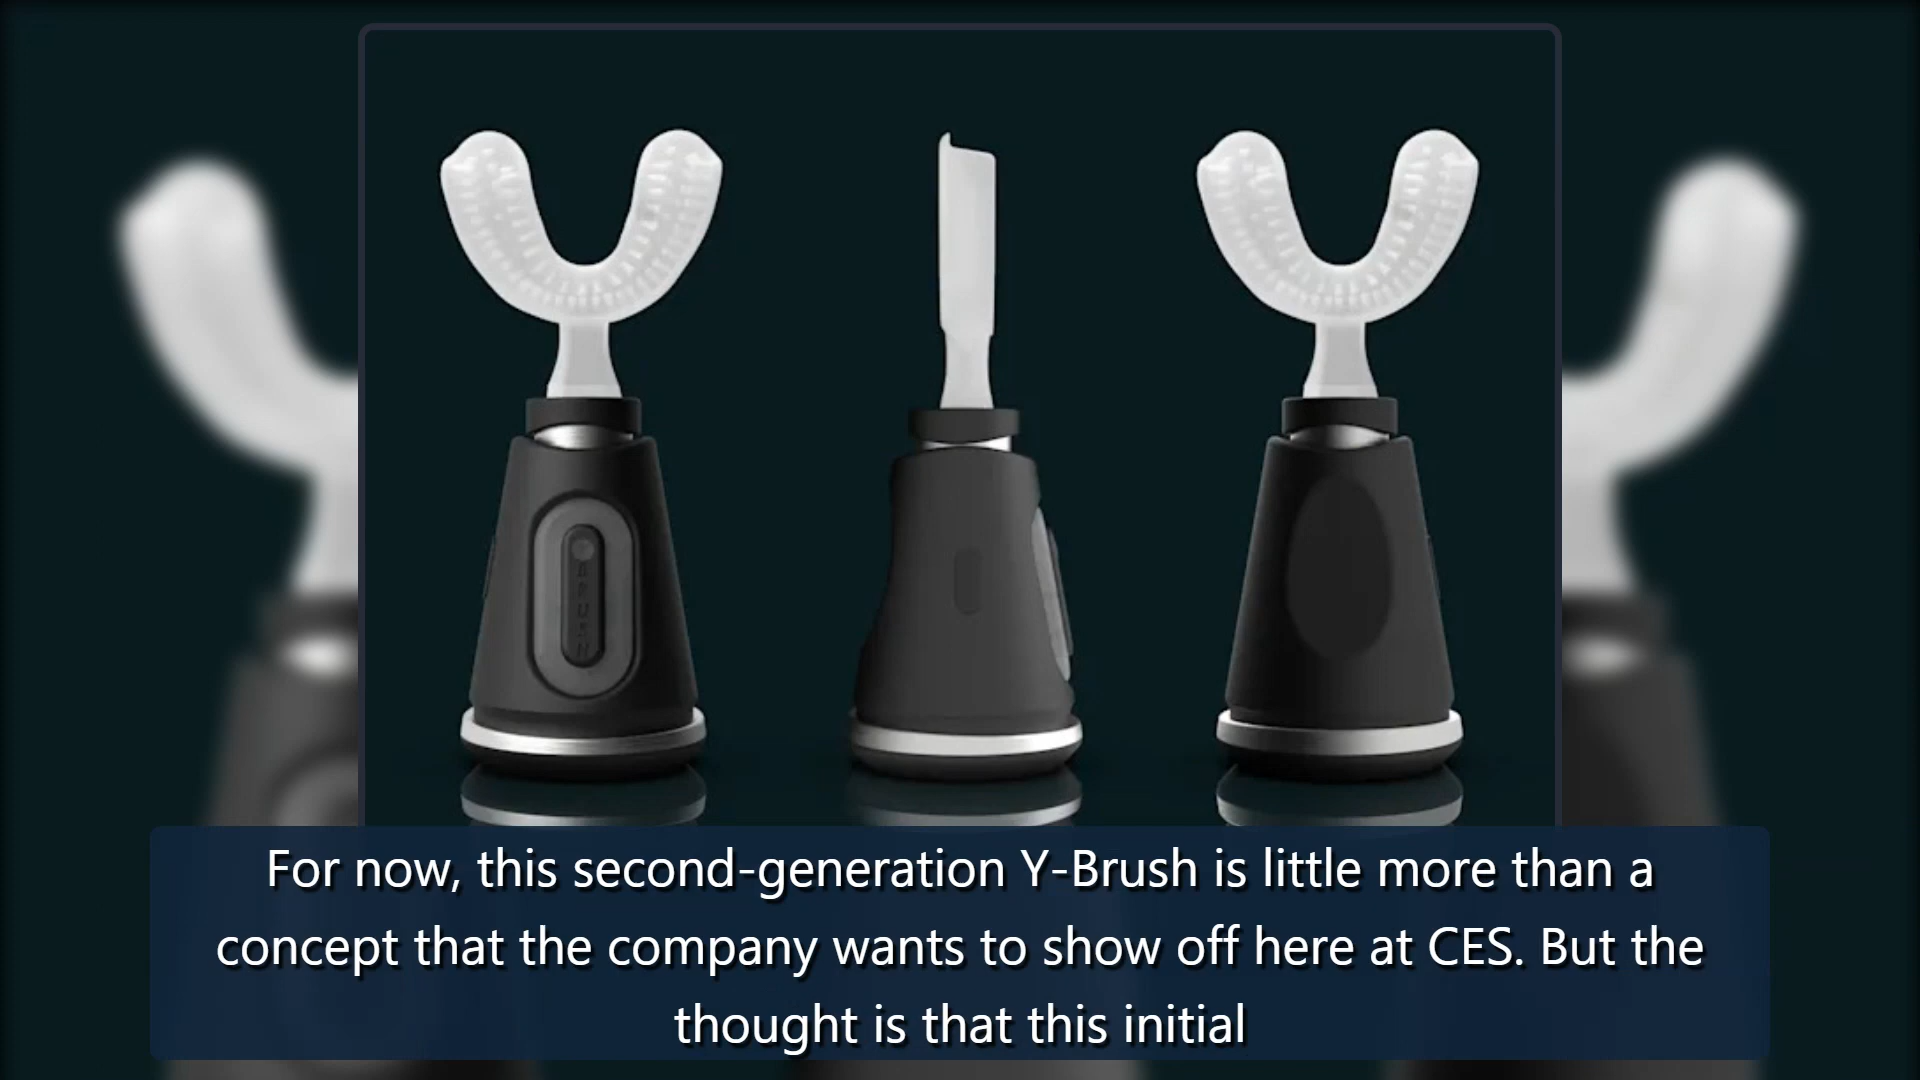 For now, this second-generation Y-Brush is little more than a
concept that the company wants to show off here at CES. But the
thought is that this initial